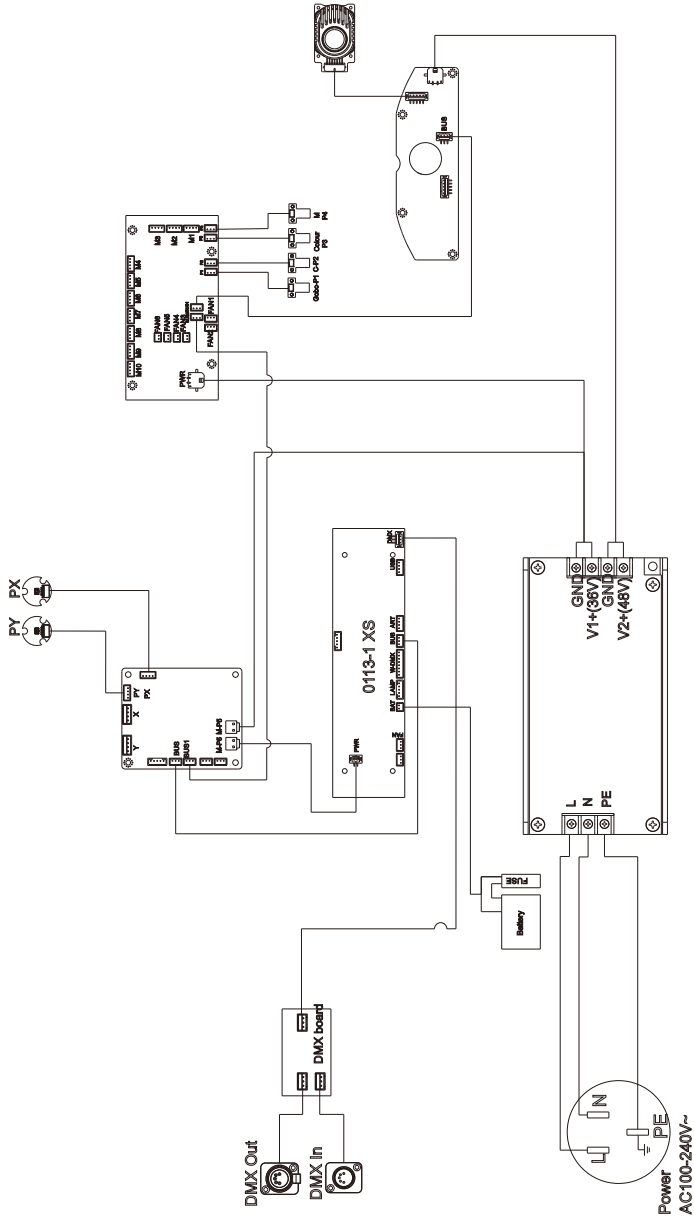 PX
PY
M4
M5
M6
M7
M8
M9
M10
M3
M2
M1
FAN6
FAN5
FAN4
FAN3
FAN1
FAN2
PWR
M
P4
Colour
P3
C-P2
Gobo-P1
BUS
PY
PX
X
Y
BUS
BUS1
M-P5
M-P6
0113-1 XS
DMX
USB
ART
BUS
W-DMX
LAMP
BAT
FAN
PWR
GND
V1+(36V)
GND
V2+(48V)
L
N
PE
FUSE
Battery
DMX board
DMX Out
DMX In
L
N
PE
Power
AC100-240V~